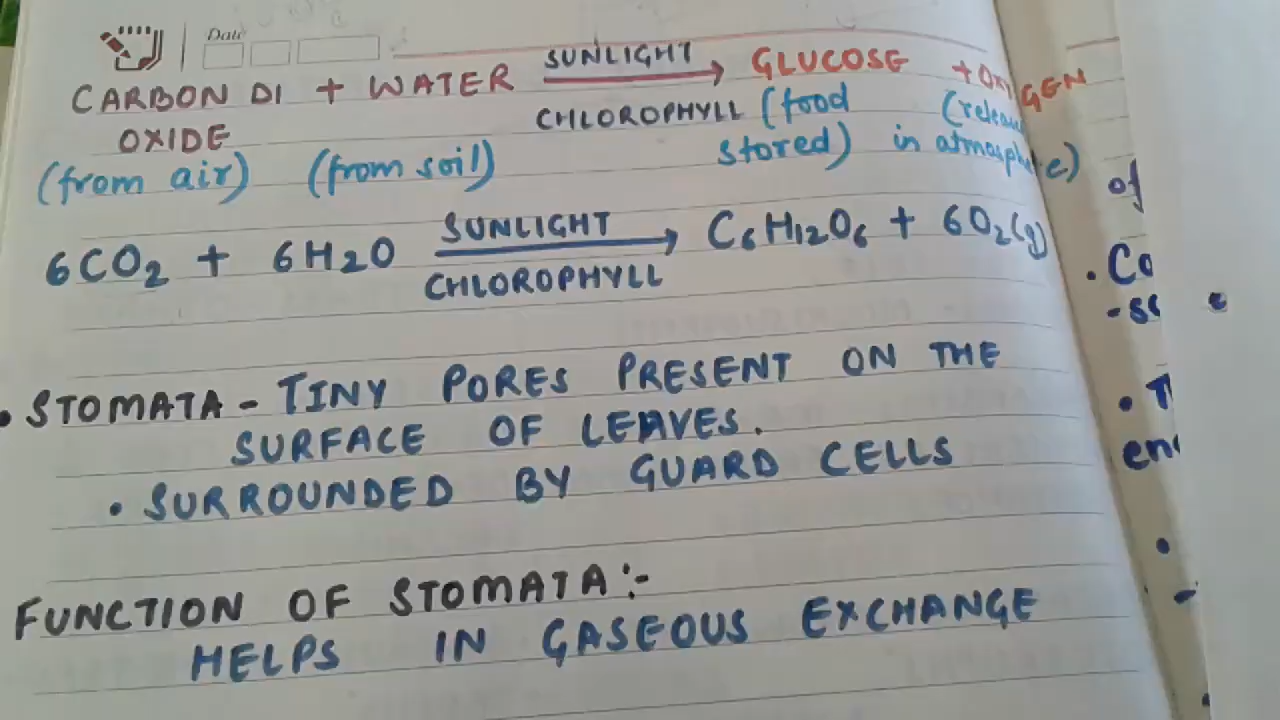 Date
CARBON DI + WATER SUNLIGHT GLUCOSE + OXYGEN
OXIDE CHLOROPHYLL (food (release
(from air) (from soil) stored) in atmosphere)
6CO2 + 6H2O SUNLIGHT C6H12O6 + 6O2(g)
CHLOROPHYLL
• STOMATA - TINY PORES PRESENT ON THE
SURFACE OF LEAVES.
• SURROUNDED BY GUARD CELLS
FUNCTION OF STOMATA :-
HELPS IN GASEOUS EXCHANGE
of